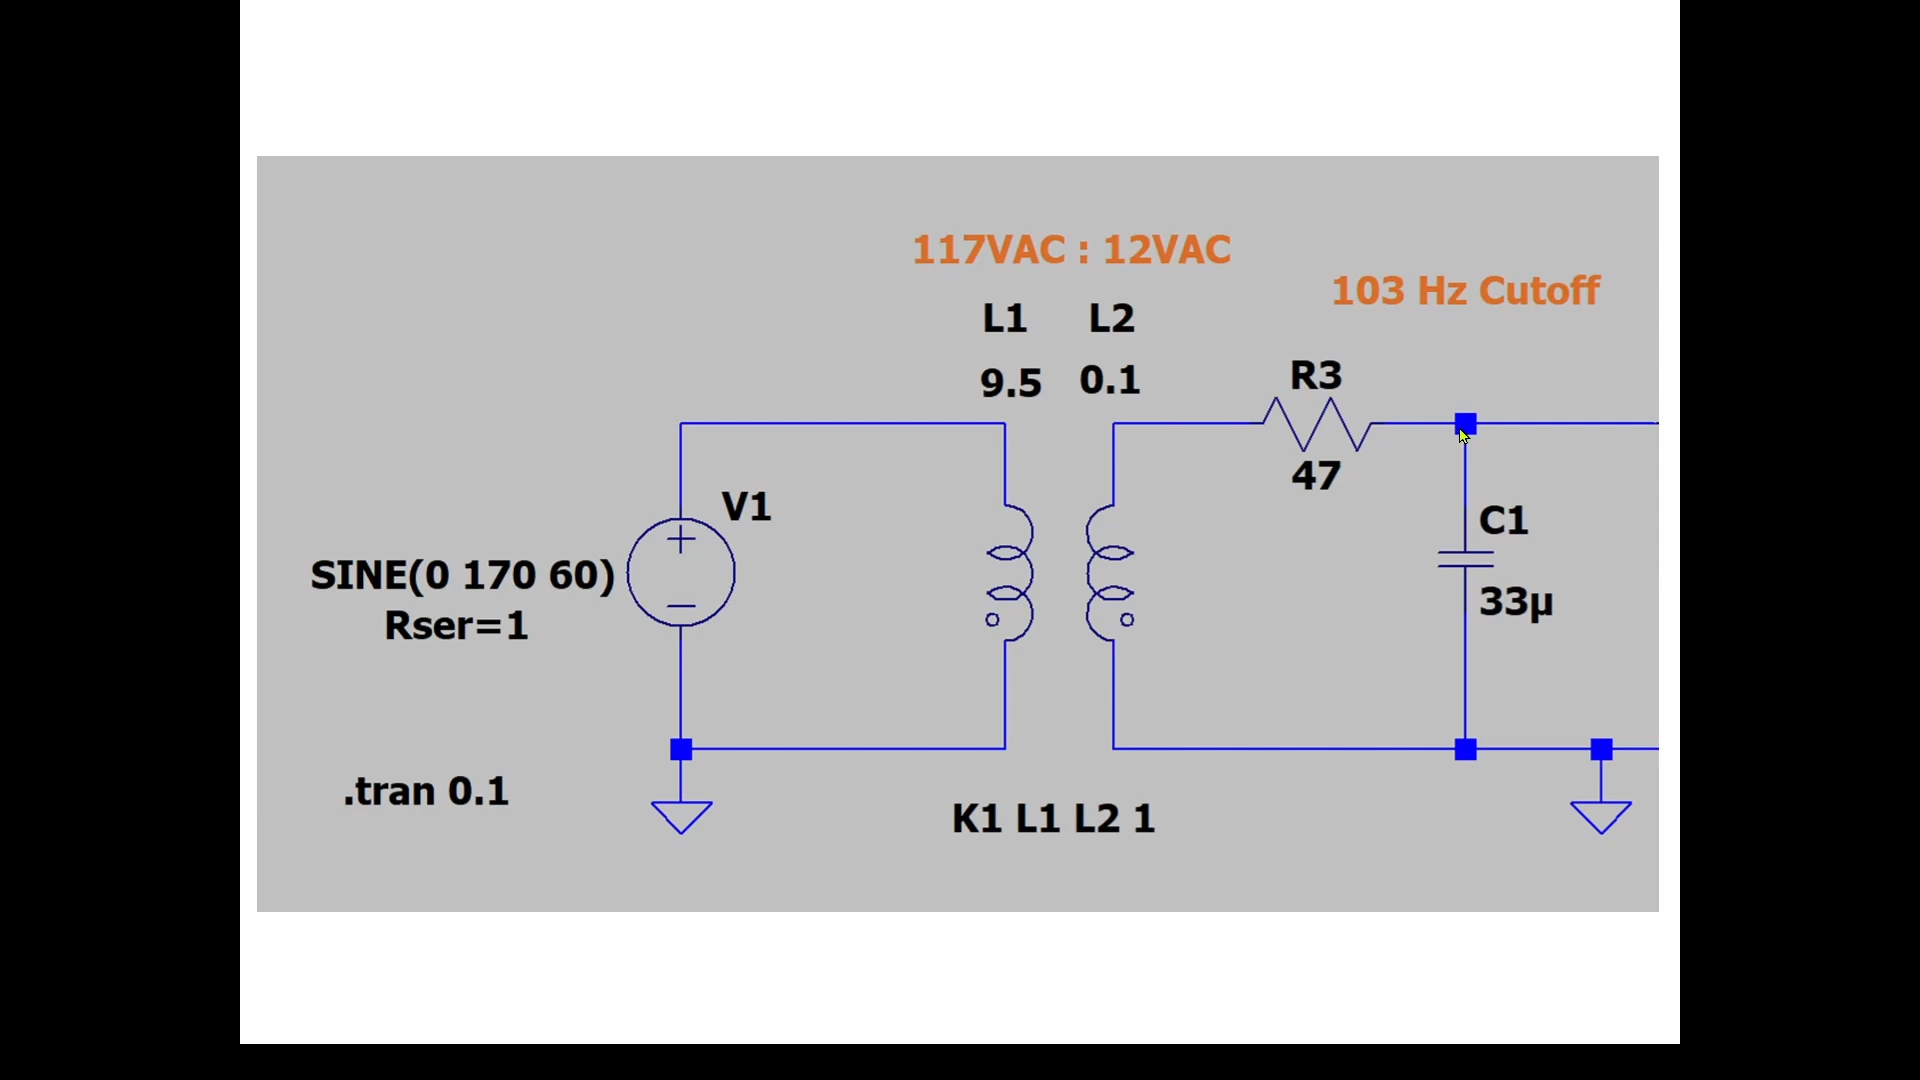 117VAC : 12VAC
103 Hz Cutoff
L1
L2
9.5
0.1
R3
47
V1
SINE(0 170 60)
Rser=1
C1
33µ
.tran 0.1
K1 L1 L2 1